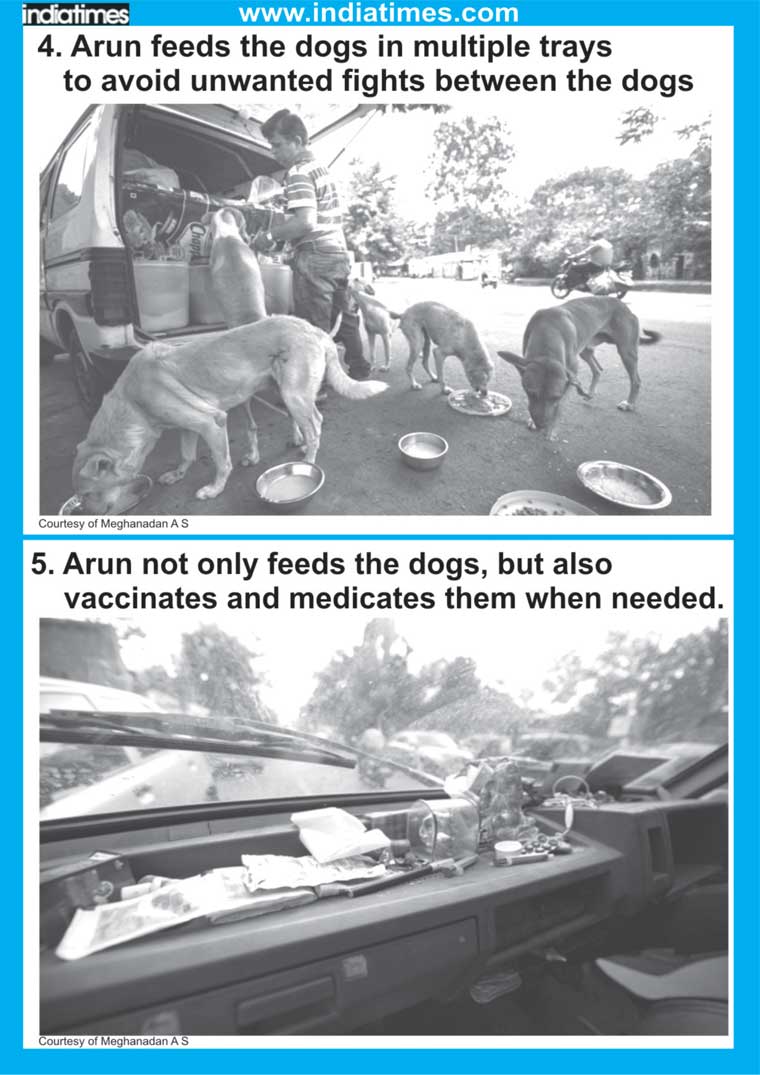 indiatimes
www.indiatimes.com
4. Arun feeds the dogs in multiple trays
to avoid unwanted fights between the dogs
Courtesy of Meghanadan A S
5. Arun not only feeds the dogs, but also
vaccinates and medicates them when needed.
Courtesy of Meghanadan A S